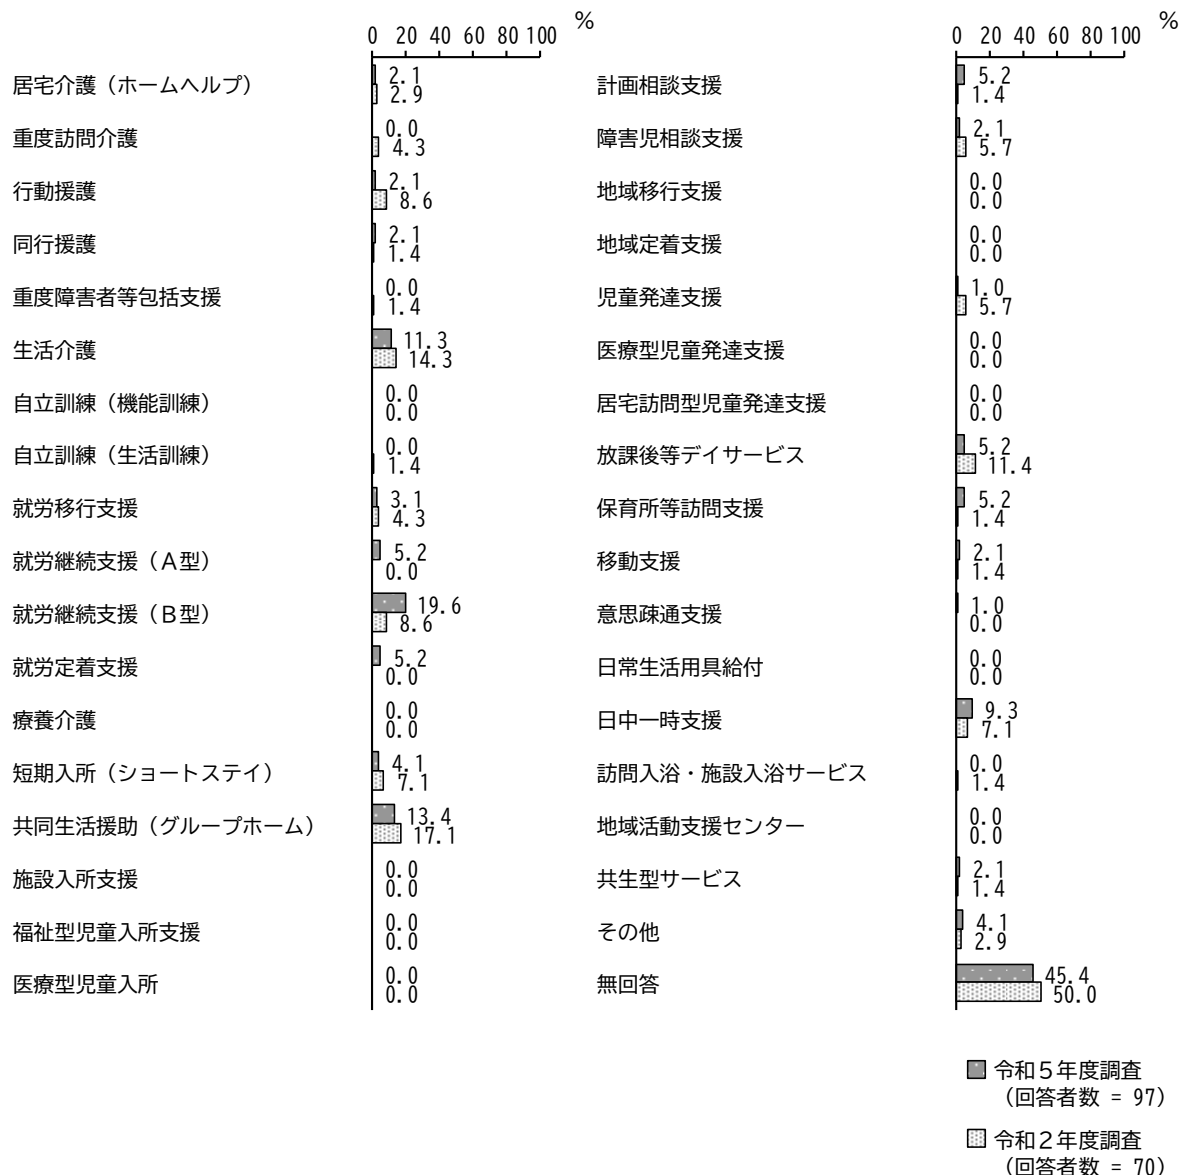 %
0 20 40 60 80 100
居宅介護（ホームヘルプ） 2.1
2.9
重度訪問介護 0.0
4.3
行動援護 2.1
8.6
同行援護 2.1
1.4
重度障害者等包括支援 0.0
1.4
生活介護 11.3
14.3
自立訓練（機能訓練） 0.0
0.0
自立訓練（生活訓練） 0.0
1.4
就労移行支援 3.1
4.3
就労継続支援（Ａ型） 5.2
0.0
就労継続支援（Ｂ型） 19.6
8.6
就労定着支援 5.2
0.0
療養介護 0.0
0.0
短期入所（ショートステイ） 4.1
7.1
共同生活援助（グループホーム） 13.4
17.1
施設入所支援 0.0
0.0
福祉型児童入所支援 0.0
0.0
医療型児童入所 0.0
0.0
%
0 20 40 60 80 100
計画相談支援 5.2
1.4
障害児相談支援 2.1
5.7
地域移行支援 0.0
0.0
地域定着支援 0.0
0.0
児童発達支援 1.0
5.7
医療型児童発達支援 0.0
0.0
居宅訪問型児童発達支援 0.0
0.0
放課後等デイサービス 5.2
11.4
保育所等訪問支援 5.2
1.4
移動支援 2.1
1.4
意思疎通支援 1.0
0.0
日常生活用具給付 0.0
0.0
日中一時支援 9.3
7.1
訪問入浴・施設入浴サービス 0.0
1.4
地域活動支援センター 0.0
0.0
共生型サービス 2.1
1.4
その他 4.1
2.9
無回答 45.4
50.0
令和５年度調査
（回答者数 = 97）
令和２年度調査
（回答者数 = 70）